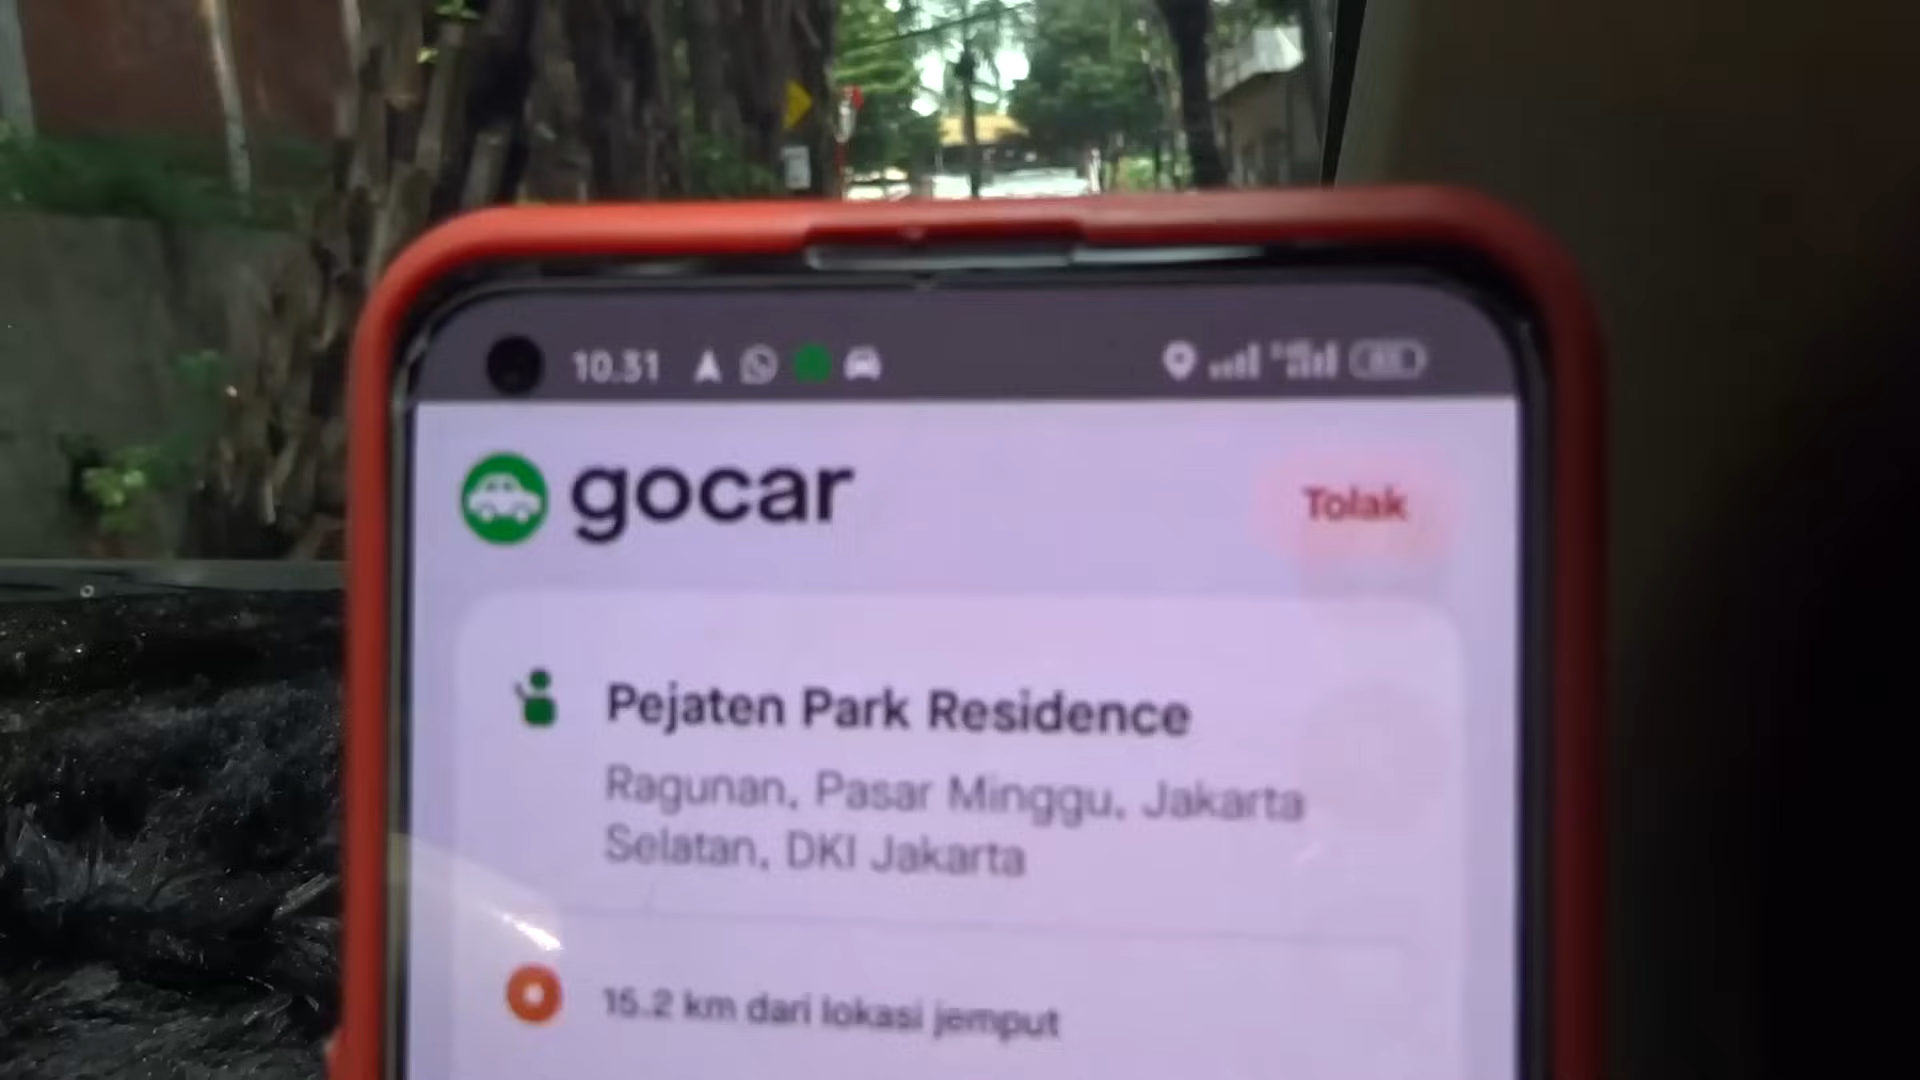 10.31
gocar
Tolak
Pejaten Park Residence
Ragunan, Pasar Minggu, Jakarta
Selatan, DKI Jakarta
15.2 km dari lokasi jemput